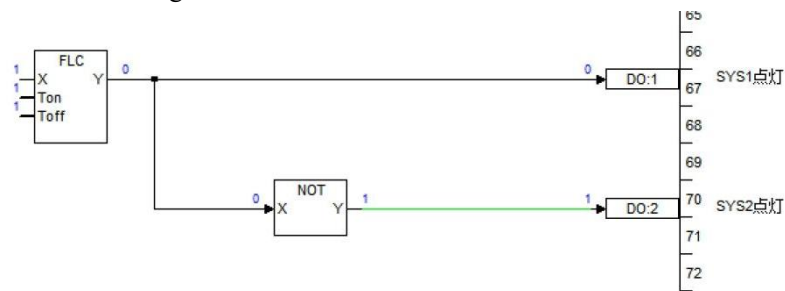 65
FLC
66
1 X Y 0
0 DO:1 SYS1点灯
1 Ton
67
1 Toff
68
69
NOT
0 X Y 1
1 DO:2 70 SYS2点灯
71
72